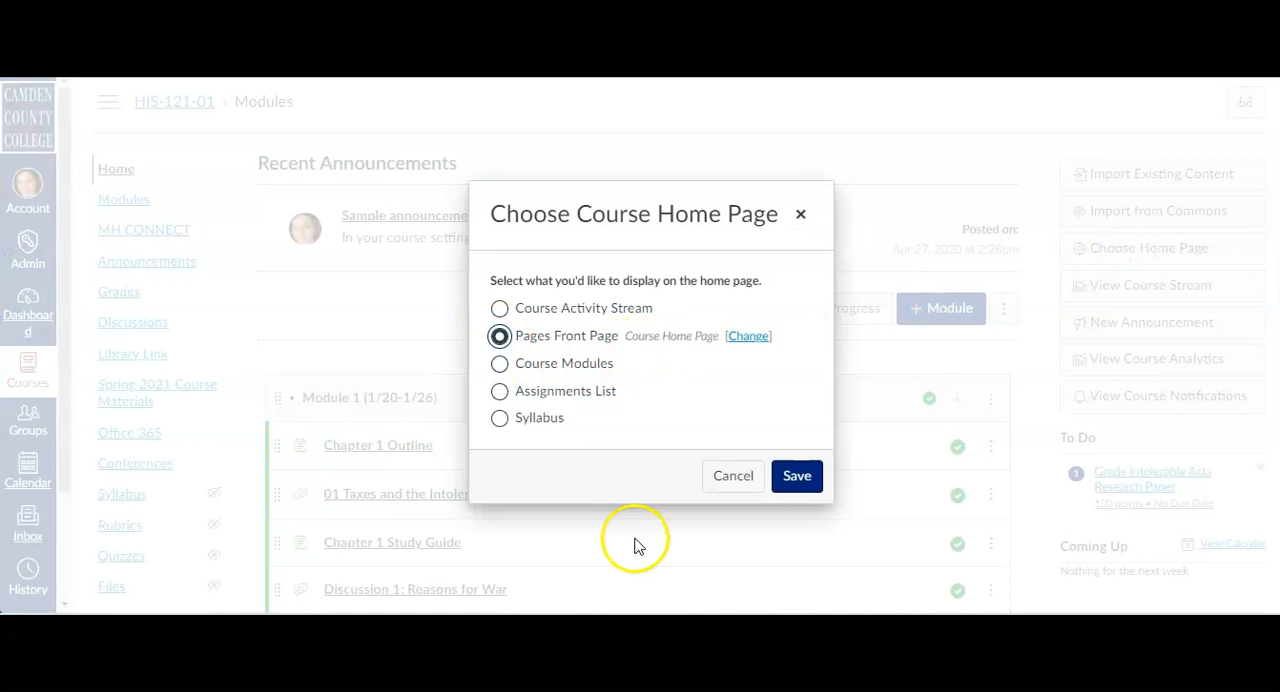 CAMDEN
COUNTY
COLLEGE
Account
Admin
Dashboar
d
Courses
Groups
Calendar
Inbox
History
HIS-121-01 › Modules
Home
Modules
MH CONNECT
Announcements
Grades
Discussions
Library Link
Spring 2021 Course
Materials
Office 365
Conferences
Syllabus
Rubrics
Quizzes
Files
Recent Announcements
Sample announceme
In your course setting
Posted on:
Apr 27, 2020 at 2:28pm
rogress
+ Module
Module 1 (1/20-1/26)
Chapter 1 Outline
01 Taxes and the Intoler
Chapter 1 Study Guide
Discussion 1: Reasons for War
Choose Course Home Page ×
Select what you'd like to display on the home page.
Course Activity Stream
Pages Front Page Course Home Page [Change]
Course Modules
Assignments List
Syllabus
Cancel
Save
Import Existing Content
Import from Commons
Choose Home Page
View Course Stream
New Announcement
View Course Analytics
View Course Notifications
To Do
1
Grade Intolerable Acts
Research Paper
100 points • No Due Date
Coming Up
View Calendar
Nothing for the next week